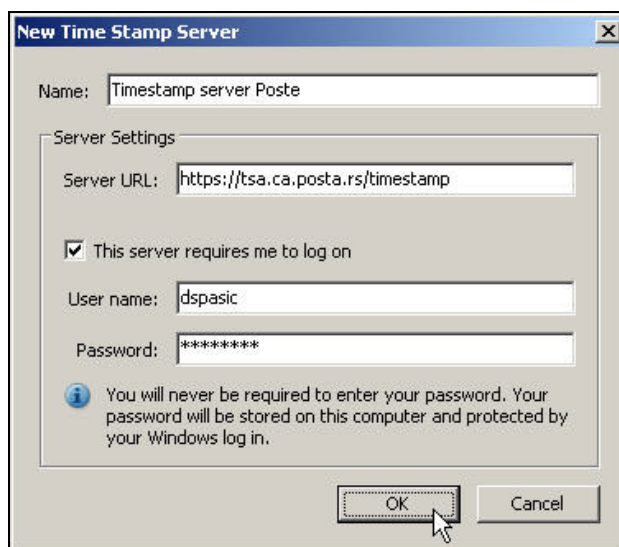 New Time Stamp Server
Name: Timestamp server Poste
Server Settings
Server URL: https://tsa.ca.posta.rs/timestamp
This server requires me to log on
User name: dspasic
Password: ********
You will never be required to enter your password. Your
password will be stored on this computer and protected by
your Windows log in.
OK Cancel